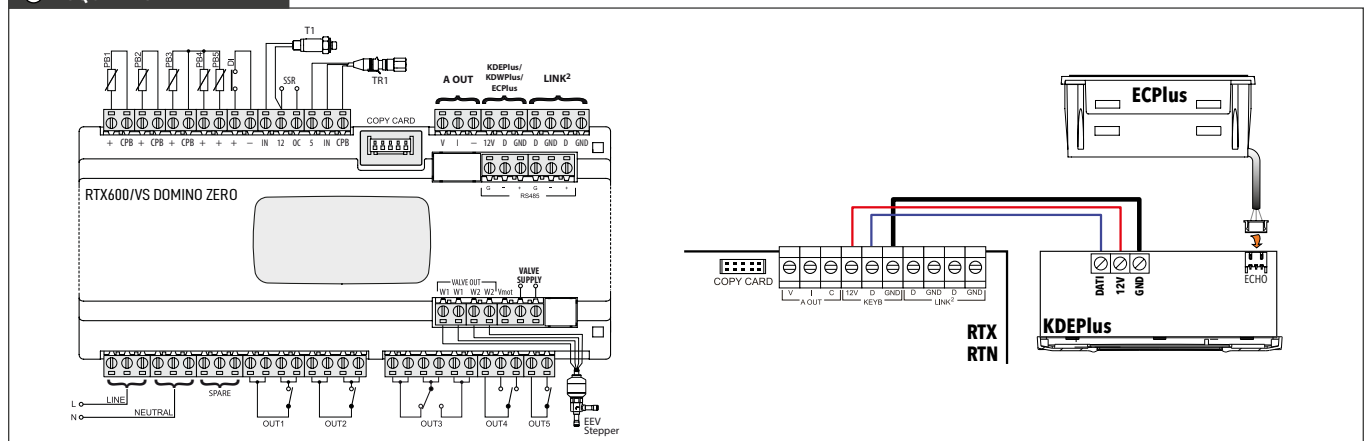 T1
PB1
PB2
PB3
PB4
PB5
DI
SSR
TR1
A OUT
KDEPlus/
KDWPlus/
ECPlus
LINK²
COPY CARD
+ CPB + CPB + CPB + + + − IN 12 OC 5 IN CPB
V I − 12V D GND D GND D GND
G − + G − +
RS485
RTX600/VS DOMINO ZERO
VALVE OUT
VALVE
SUPPLY
W1 W1 W2 W2 Vmot
L
LINE
N
NEUTRAL
SPARE
OUT1
OUT2
OUT3
OUT4
OUT5
EEV
Stepper
ECPlus
COPY CARD
V I C 12V D GND D GND D GND
A OUT
KEYB
LINK²
RTX
RTN
DATI
12V
GND
ECHO
KDEPlus